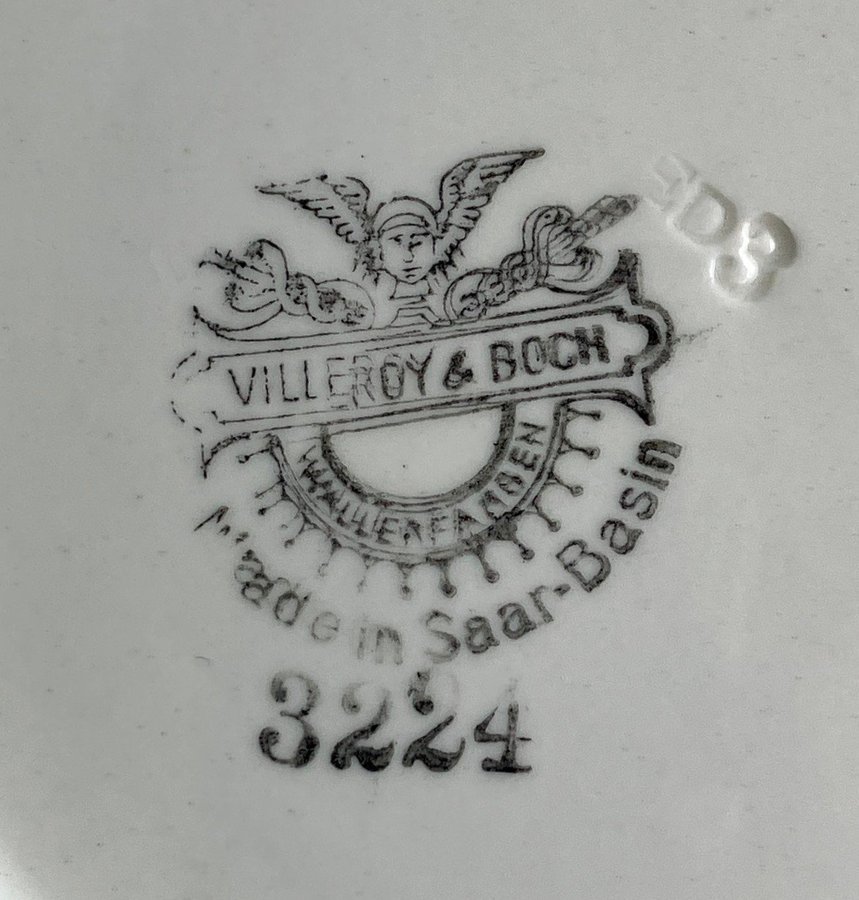 VILLEROY & BOCH
WALLERFANGEN
Made in Saar-Basin
3224